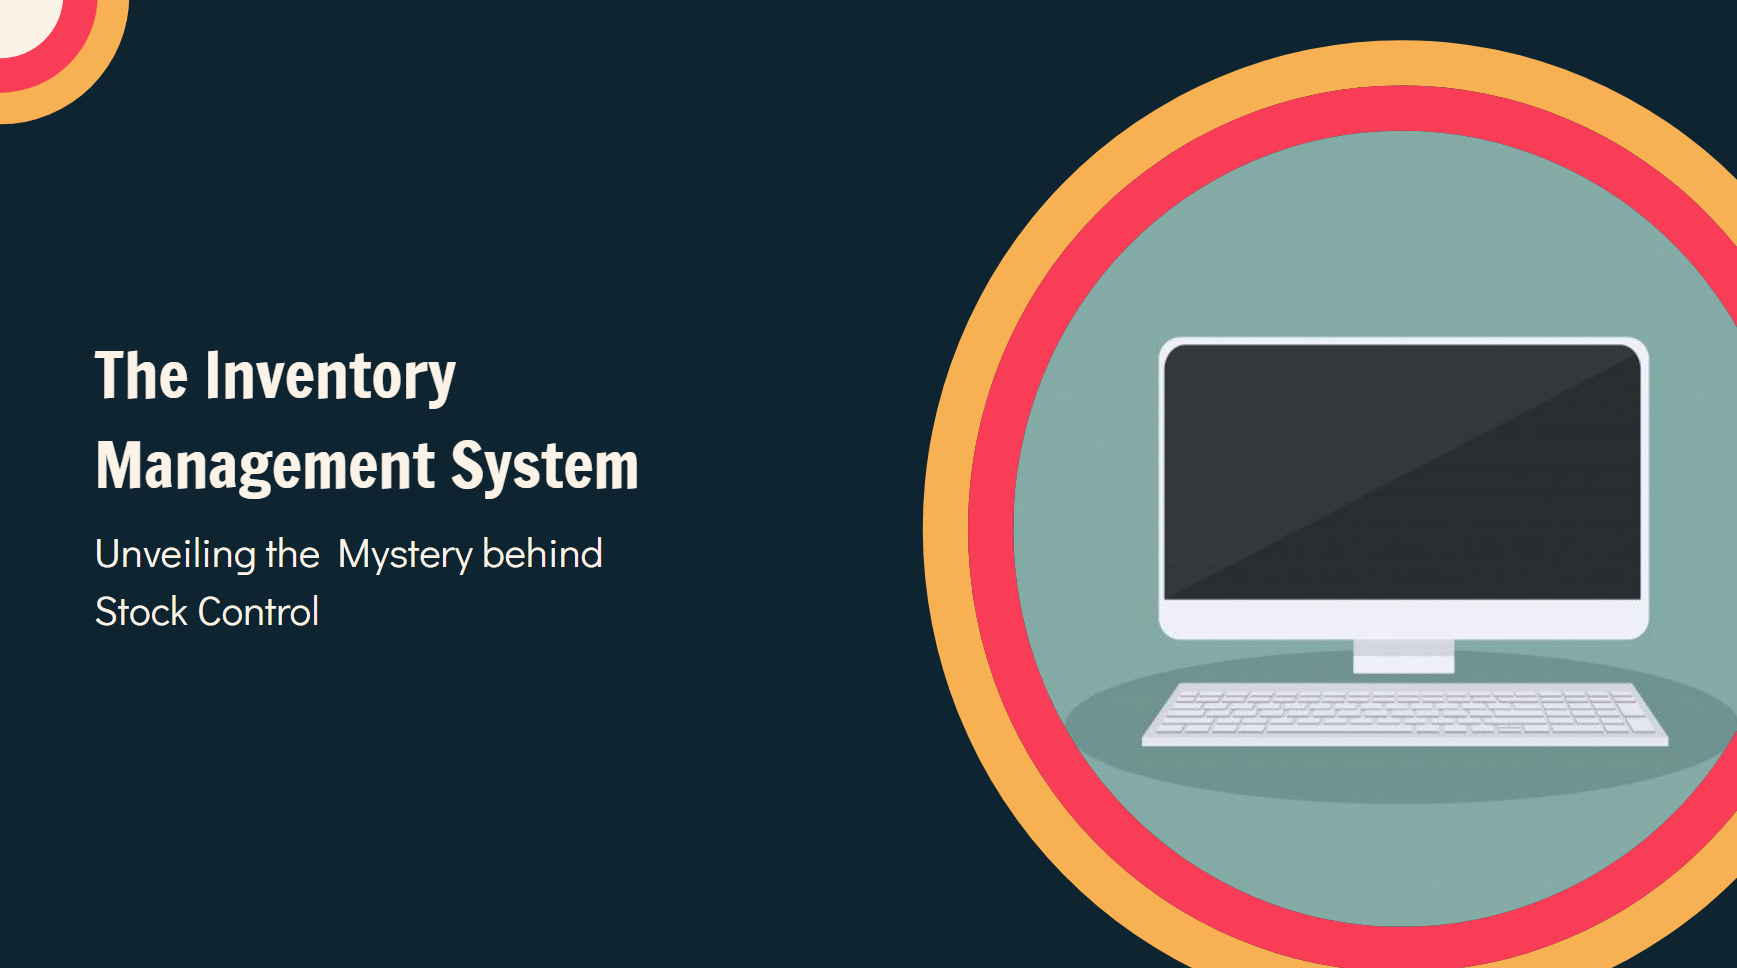 The Inventory
Management System
Unveiling the  Mystery behind
Stock Control